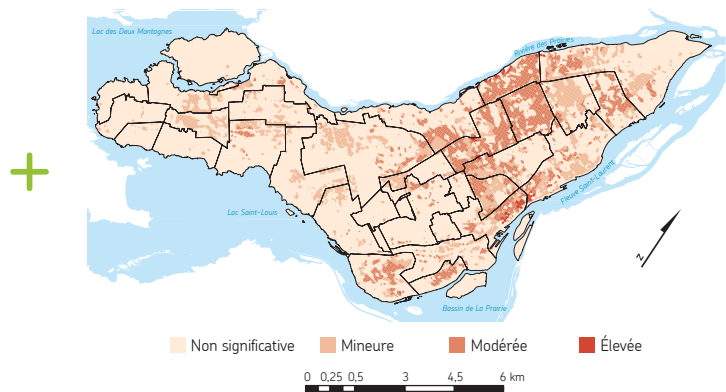 Lac des Deux Montagnes
Rivière des Prairies
Fleuve Saint-Laurent
Lac Saint-Louis
N
Bassin de La Prairie
Non significative Mineure Modérée Élevée
0 0,25 0,5 3 4,5 6 km